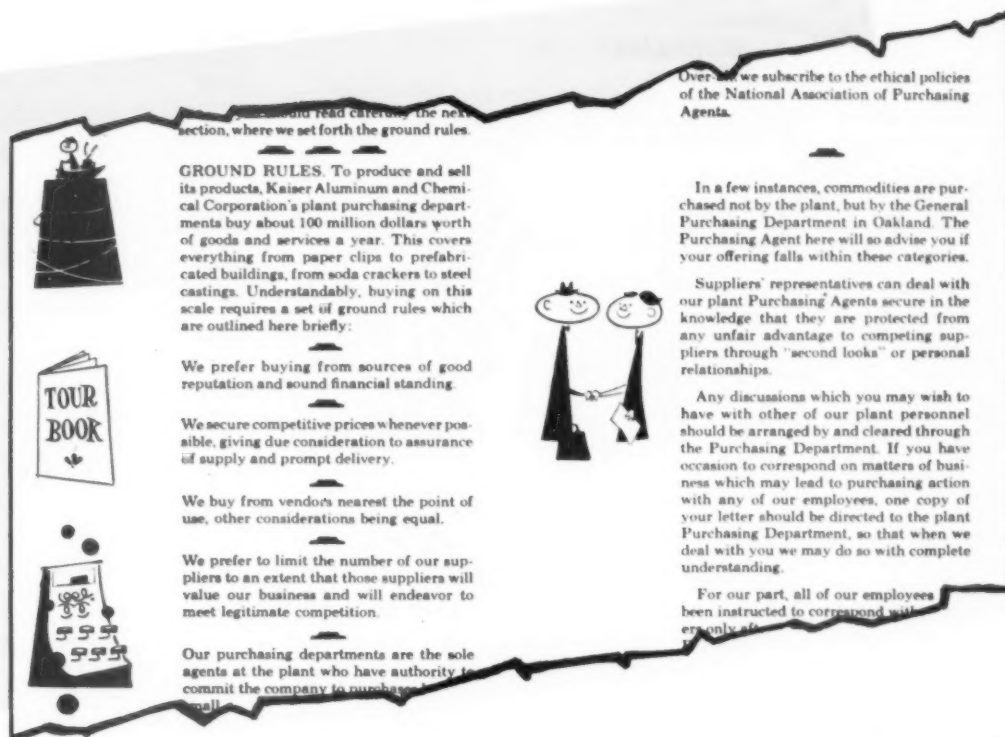 should read carefully the next
section, where we set forth the ground rules.
GROUND RULES. To produce and sell
its products, Kaiser Aluminum and Chemi-
cal Corporation's plant purchasing depart-
ments buy about 100 million dollars worth
of goods and services a year. This covers
everything from paper clips to prefabri-
cated buildings, from soda crackers to steel
castings. Understandably, buying on this
scale requires a set of ground rules which
are outlined here briefly:
We prefer buying from sources of good
reputation and sound financial standing.
TOUR
BOOK
We secure competitive prices whenever pos-
sible, giving due consideration to assurance
of supply and prompt delivery.
We buy from vendors nearest the point of
use, other considerations being equal.
We prefer to limit the number of our sup-
pliers to an extent that those suppliers will
value our business and will endeavor to
meet legitimate competition.
Our purchasing departments are the sole
agents at the plant who have authority to
commit the company to purchases
small
Over-all we subscribe to the ethical policies
of the National Association of Purchasing
Agents.
In a few instances, commodities are pur-
chased not by the plant, but by the General
Purchasing Department in Oakland. The
Purchasing Agent here will so advise you if
your offering falls within these categories.
Suppliers' representatives can deal with
our plant Purchasing Agents secure in the
knowledge that they are protected from
any unfair advantage to competing sup-
pliers through "second looks" or personal
relationships.
Any discussions which you may wish to
have with other of our plant personnel
should be arranged by and cleared through
the Purchasing Department. If you have
occasion to correspond on matters of busi-
ness which may lead to purchasing action
with any of our employees, one copy of
your letter should be directed to the plant
Purchasing Department, so that when we
deal with you we may do so with complete
understanding.
For our part, all of our employees
been instructed to correspond with
ers only